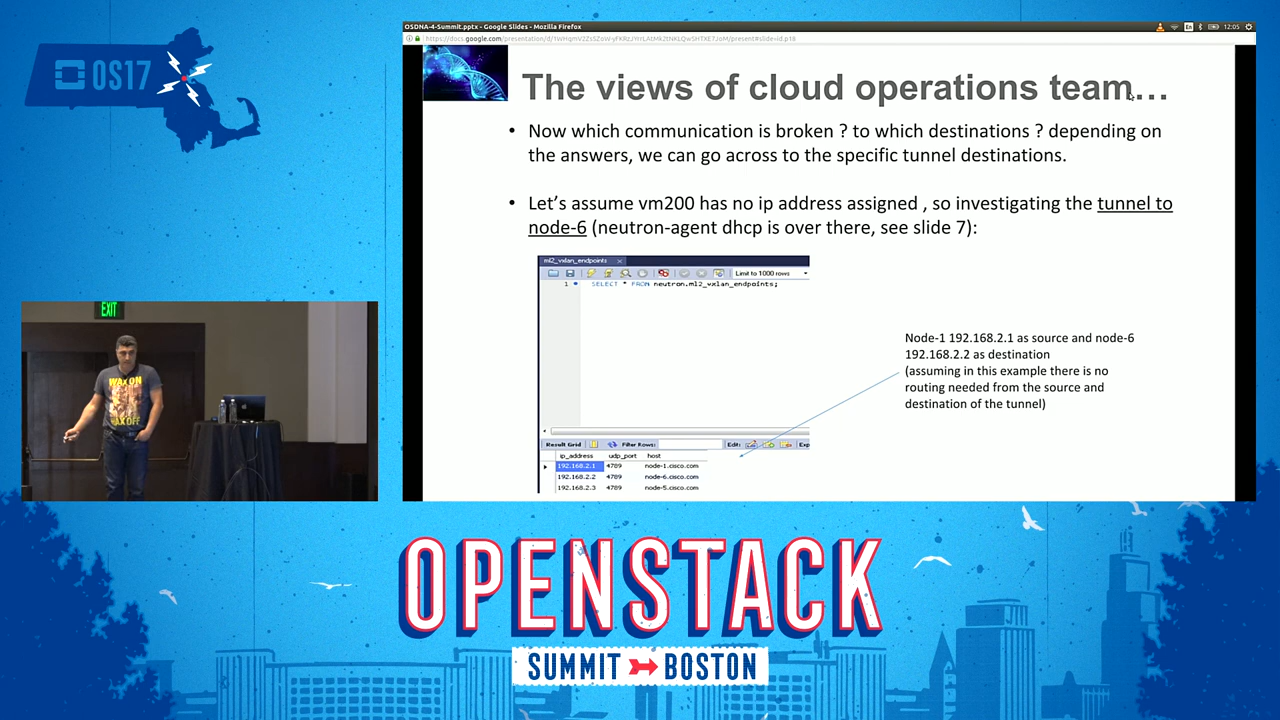 OS17
EXIT
WAX ON
WAX OFF
OSDNA-4-Summit.pptx - Google Slides - Mozilla Firefox
En
12:05
The views of cloud operations team…
• Now which communication is broken ? to which destinations ? depending on
the answers, we can go across to the specific tunnel destinations.
• Let's assume vm200 has no ip address assigned , so investigating the tunnel to
node-6 (neutron-agent dhcp is over there, see slide 7):
ml2_vxlan_endpoints
Limit to 1000 rows
1 SELECT * FROM neutron.ml2_vxlan_endpoints;
Node-1 192.168.2.1 as source and node-6
192.168.2.2 as destination
(assuming in this example there is no
routing needed from the source and
destination of the tunnel)
Result Grid Filter Rows: Edit: Exp
ip_address udp_port host
192.168.2.1 4789 node-1.cisco.com
192.168.2.2 4789 node-6.cisco.com
192.168.2.3 4789 node-5.cisco.com
OPENSTACK
SUMMIT BOSTON